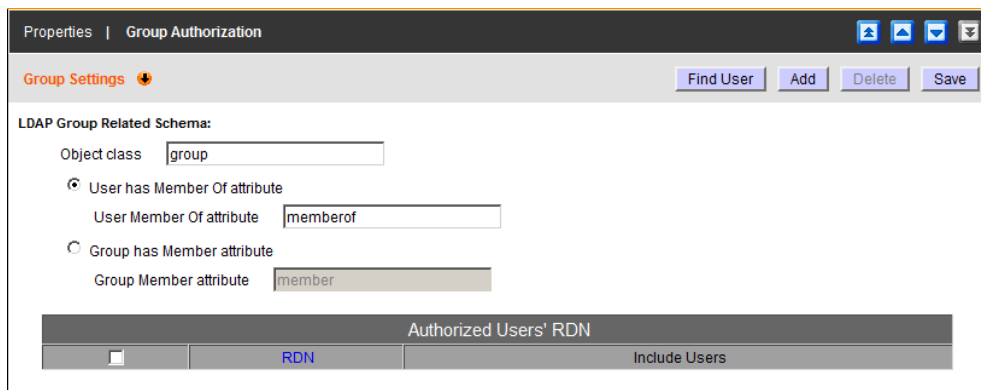 Properties | Group Authorization
Group Settings Find User Add Delete Save
LDAP Group Related Schema:
Object class group
User has Member Of attribute
User Member Of attribute memberof
Group has Member attribute
Group Member attribute member
Authorized Users' RDN
RDN Include Users